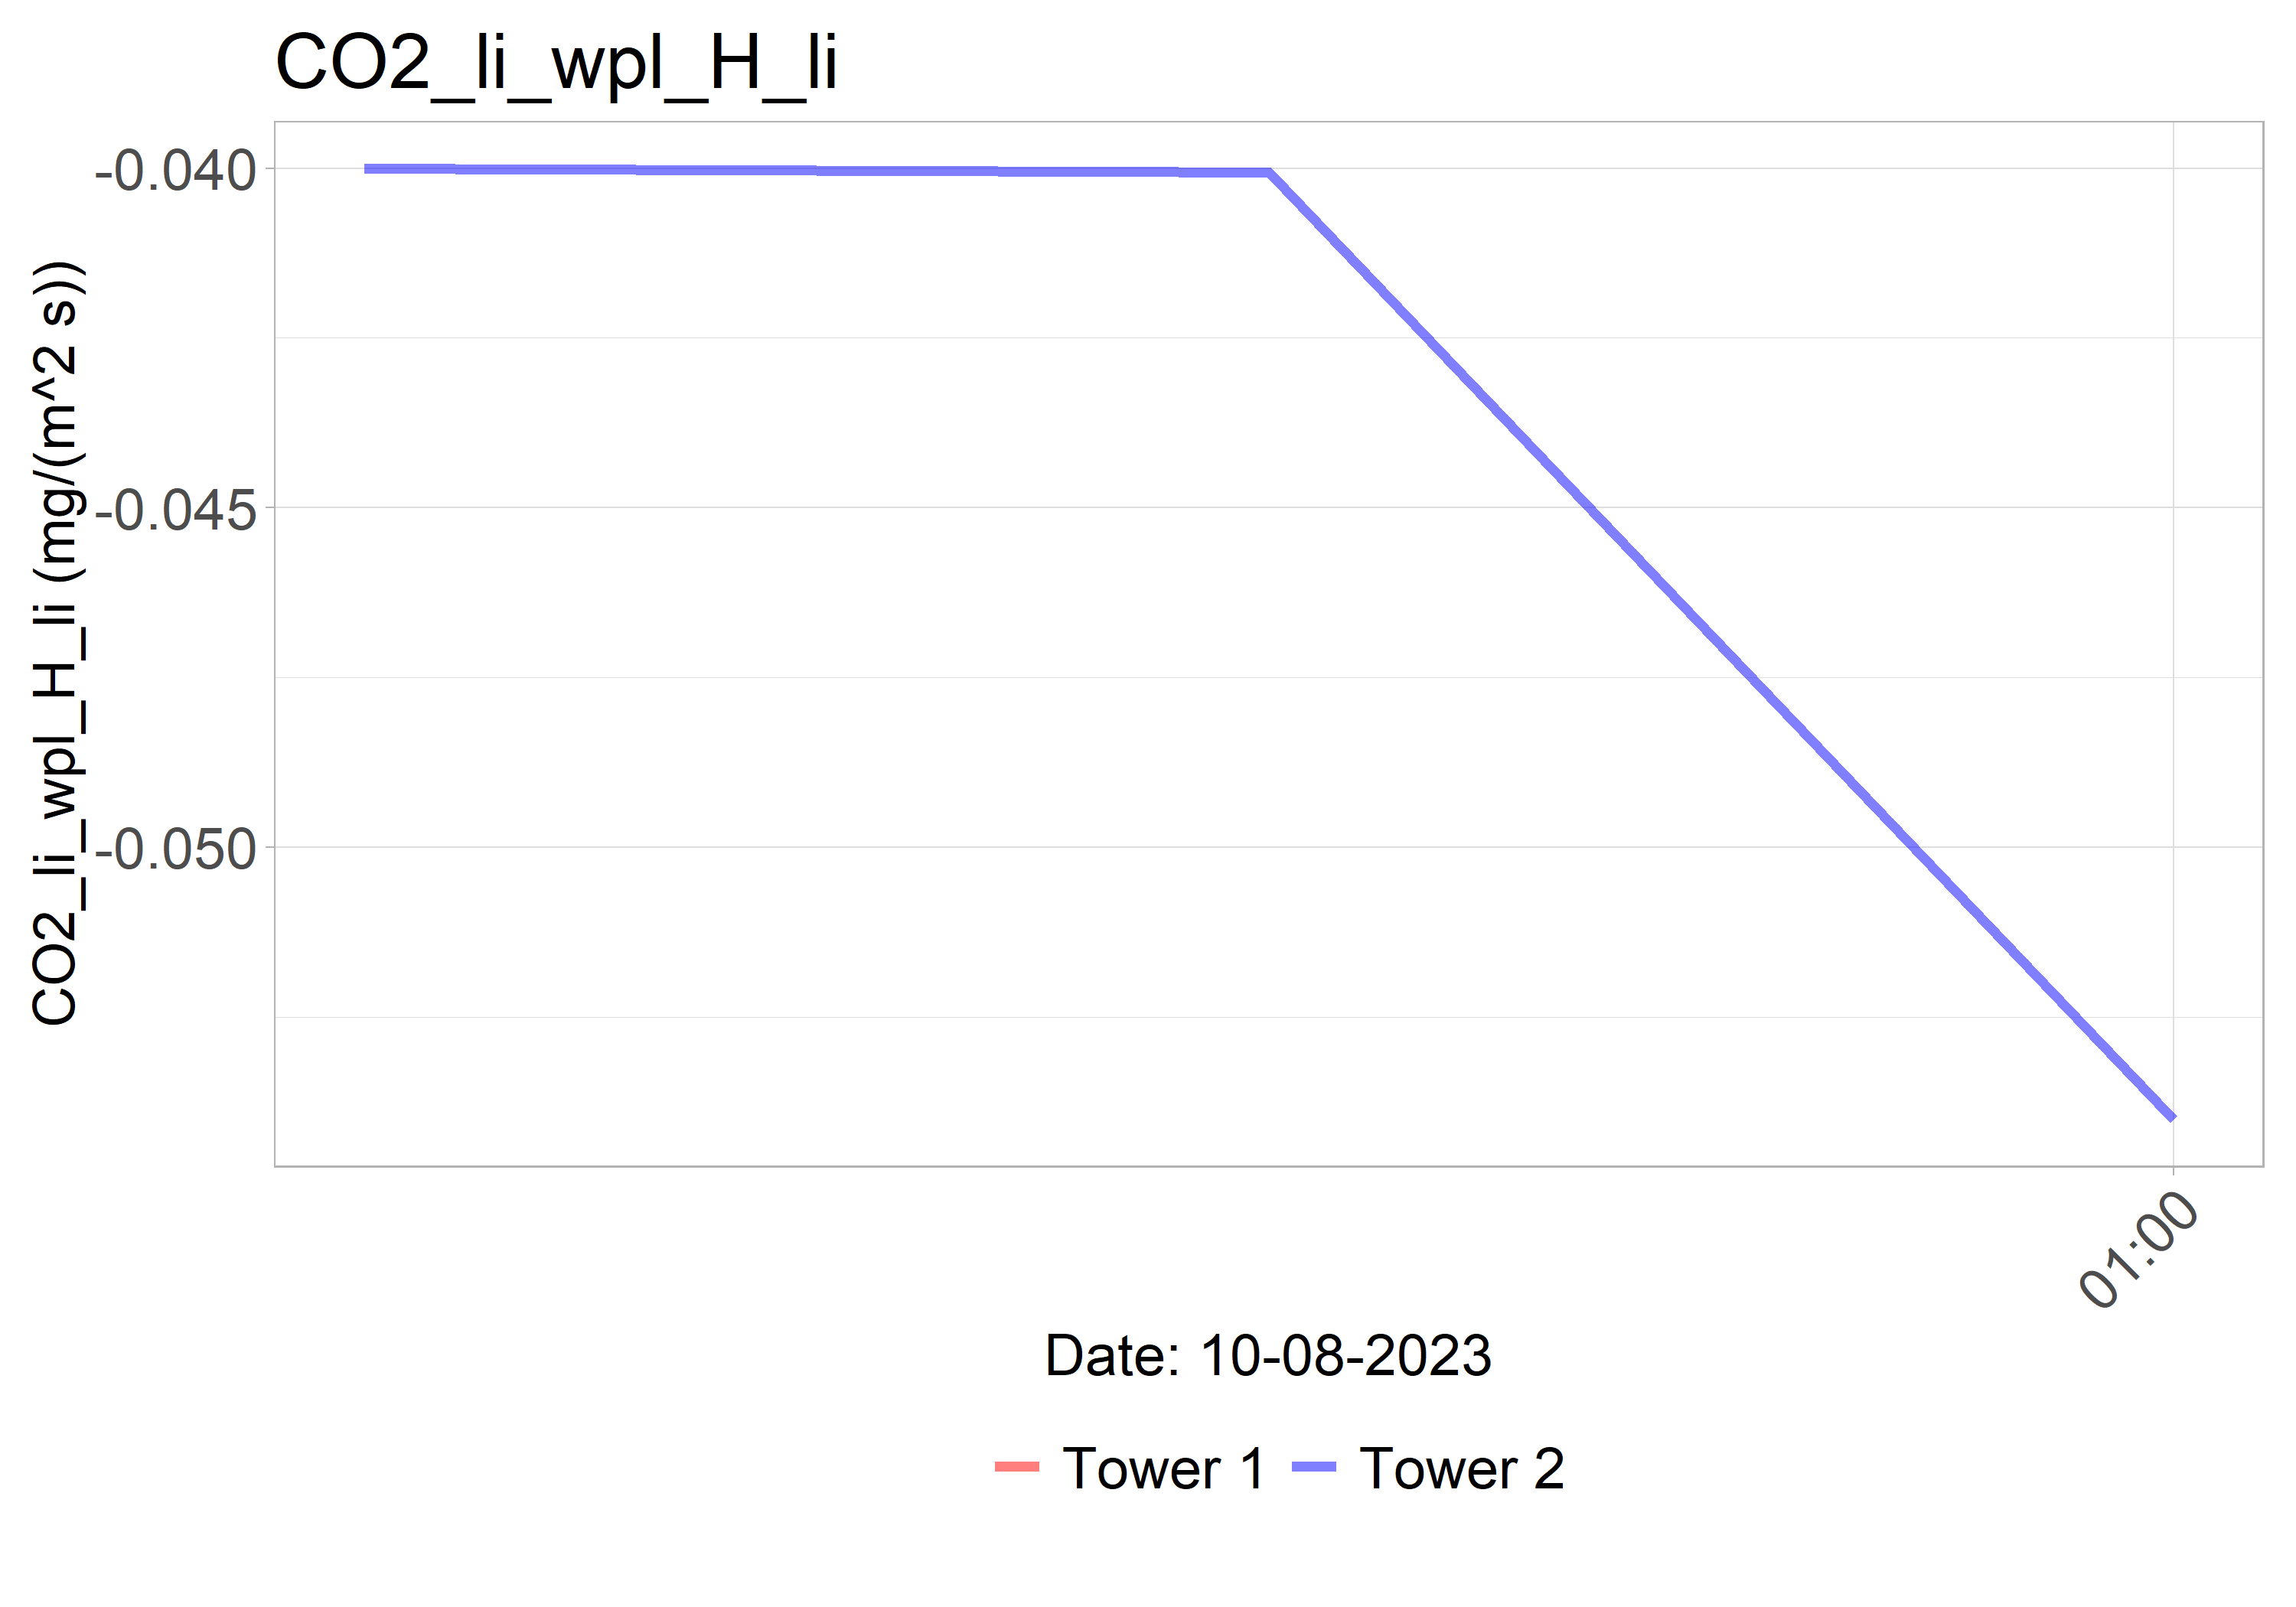 CO2_li_wpl_H_li
CO2_li_wpl_H_li (mg/(m^2 s))
-0.040
-0.045
-0.050
01:00
Date: 10-08-2023
Tower 1 Tower 2